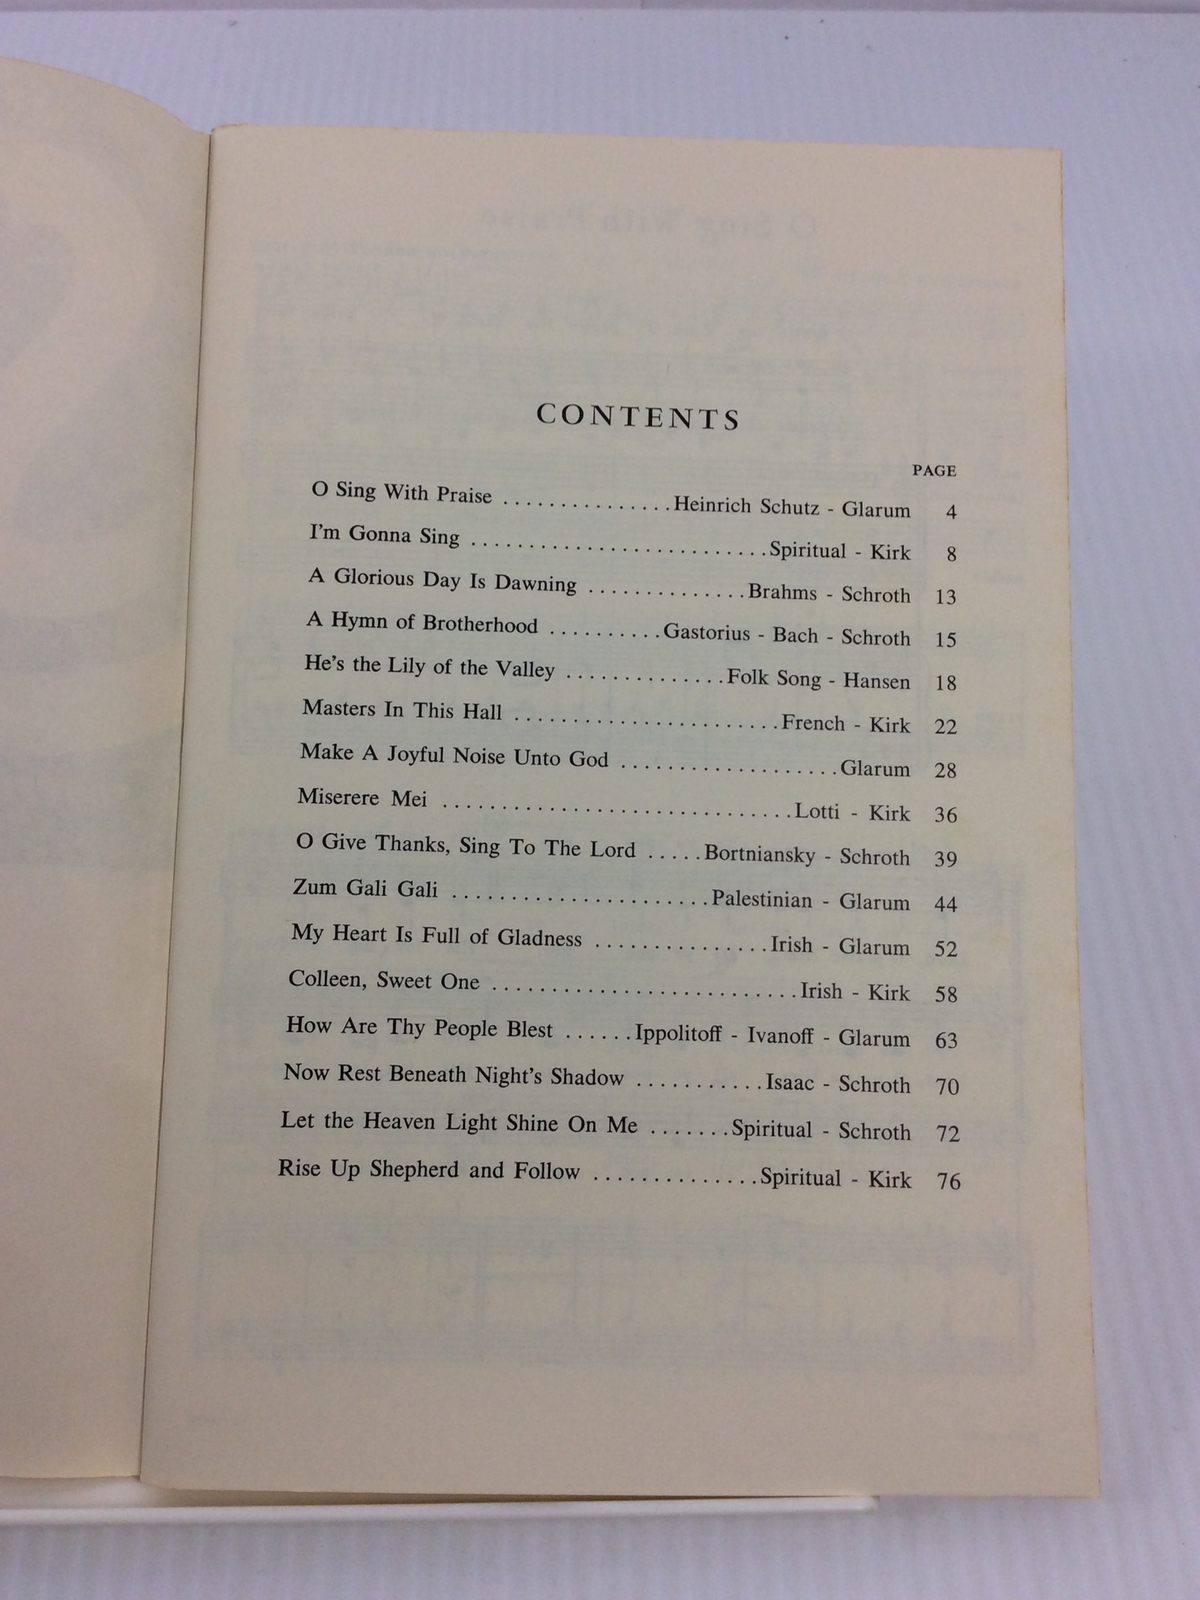 CONTENTS
PAGE
O Sing With Praise ............... Heinrich Schutz - Glarum 4
I'm Gonna Sing .......................... Spiritual - Kirk 8
A Glorious Day Is Dawning .............. Brahms - Schroth 13
A Hymn of Brotherhood .......... Gastorius - Bach - Schroth 15
He's the Lily of the Valley .............. Folk Song - Hansen 18
Masters In This Hall ....................... French - Kirk 22
Make A Joyful Noise Unto God ................... Glarum 28
Miserere Mei .............................. Lotti - Kirk 36
O Give Thanks, Sing To The Lord ..... Bortniansky - Schroth 39
Zum Gali Gali ...................... Palestinian - Glarum 44
My Heart Is Full of Gladness ............... Irish - Glarum 52
Colleen, Sweet One .......................... Irish - Kirk 58
How Are Thy People Blest ...... Ippolitoff - Ivanoff - Glarum 63
Now Rest Beneath Night's Shadow ........... Isaac - Schroth 70
Let the Heaven Light Shine On Me ....... Spiritual - Schroth 72
Rise Up Shepherd and Follow .............. Spiritual - Kirk 76